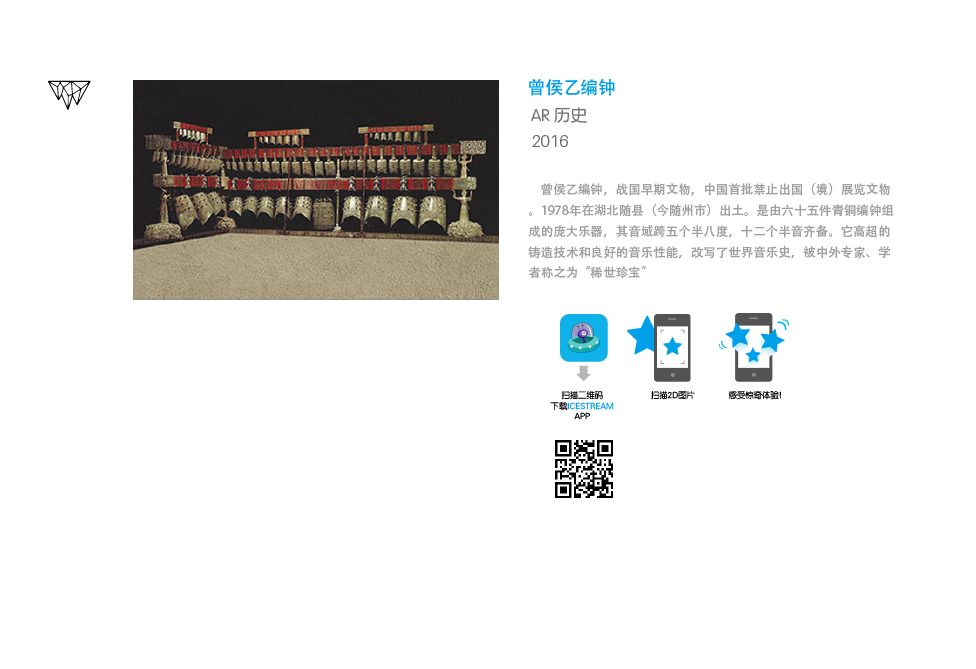 曾侯乙编钟
AR 历史
2016
曾侯乙编钟，战国早期文物，中国首批禁止出国（境）展览文物
。1978年在湖北随县（今随州市）出土。是由六十五件青铜编钟组
成的庞大乐器，其音域跨五个半八度，十二个半音齐备。它高超的
铸造技术和良好的音乐性能，改写了世界音乐史，被中外专家、学
者称之为“稀世珍宝”
扫描二维码
下载ICESTREAM
APP
扫描2D图片
感受惊奇体验!